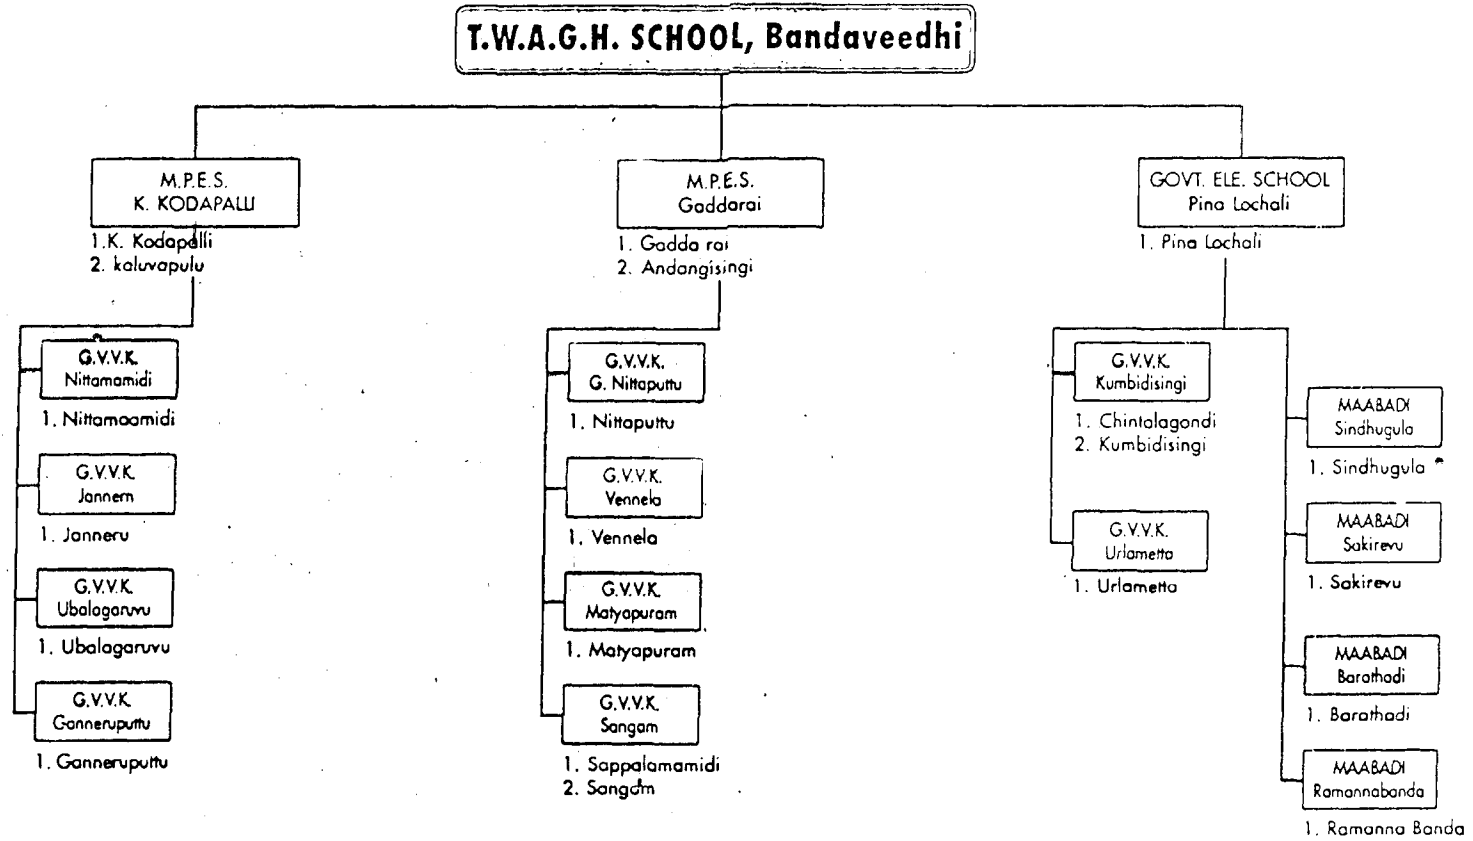 T.W.A.G.H. SCHOOL, Bandaveedhi
M.P.E.S.
K. KODAPALLI
1.K. Kodapalli
2. kaluvapulu
G.V.V.K.
Nittamamidi
1. Nittamaamidi
G.V.V.K.
Jannern
1. Janneru
G.V.V.K.
Ubalagaruvu
1. Ubalagaruvu
G.V.V.K.
Ganneruputtu
1. Ganneruputtu
M.P.E.S.
Gaddarai
1. Gadda rai
2. Andangisingi
G.V.V.K.
G. Nittaputtu
1. Nittaputtu
G.V.V.K.
Vennela
1. Vennela
G.V.V.K.
Matyapuram
1. Matyapuram
G.V.V.K.
Sangam
1. Sappalamamidi
2. Sangam
GOVT. ELE. SCHOOL
Pina Lochali
1. Pina Lochali
G.V.V.K.
Kumbidisingi
1. Chintalagondi
2. Kumbidisingi
G.V.V.K.
Urlametta
1. Urlametta
MAABADI
Sindhugula
1. Sindhugula
MAABADI
Sakirevu
1. Sakirevu
MAABADI
Barathadi
1. Barathadi
MAABADI
Ramannabanda
1. Ramanna Banda